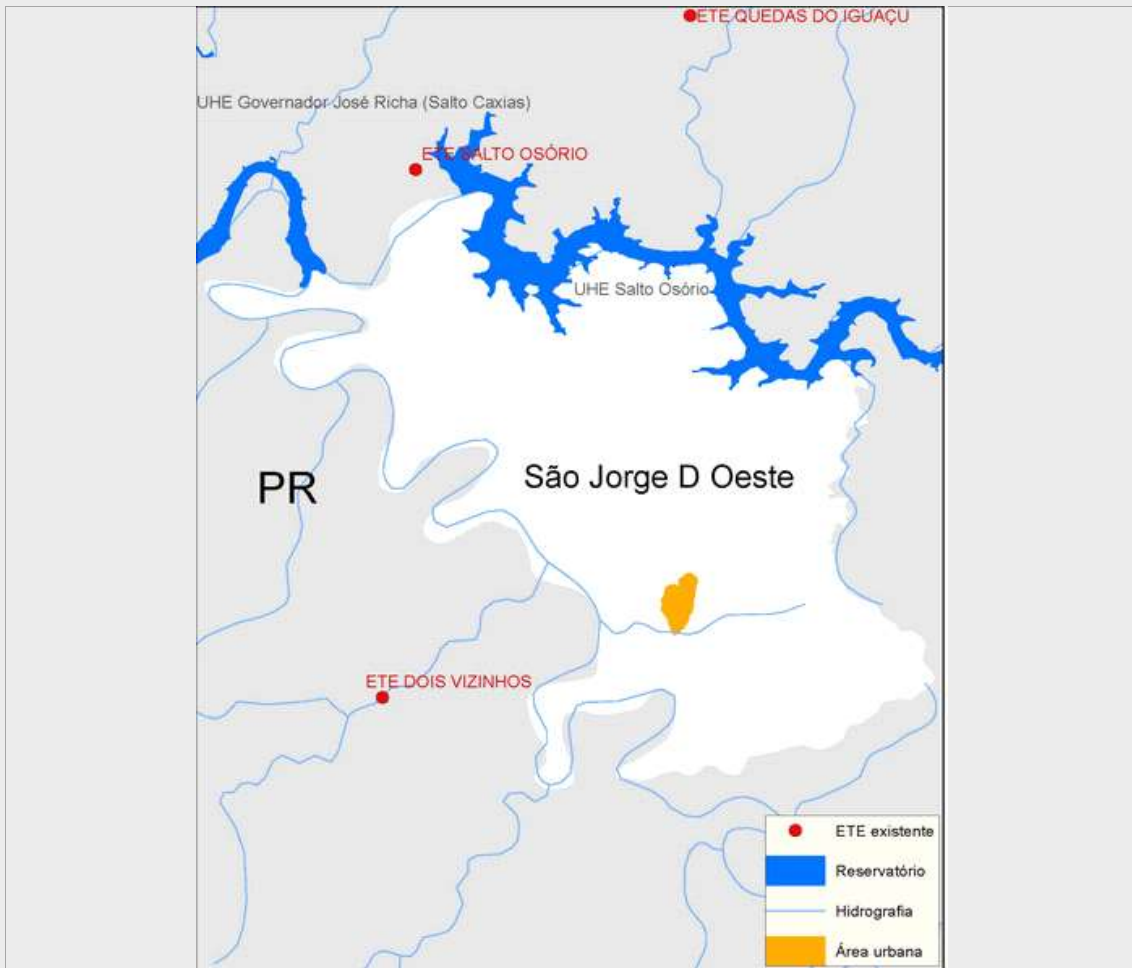 ETE QUEDAS DO IGUAÇU
UHE Governador José Richa (Salto Caxias)
ETE SALTO OSÓRIO
UHE Salto Osório
São Jorge D Oeste
PR
ETE DOIS VIZINHOS
ETE existente
Reservatório
Hidrografia
Área urbana